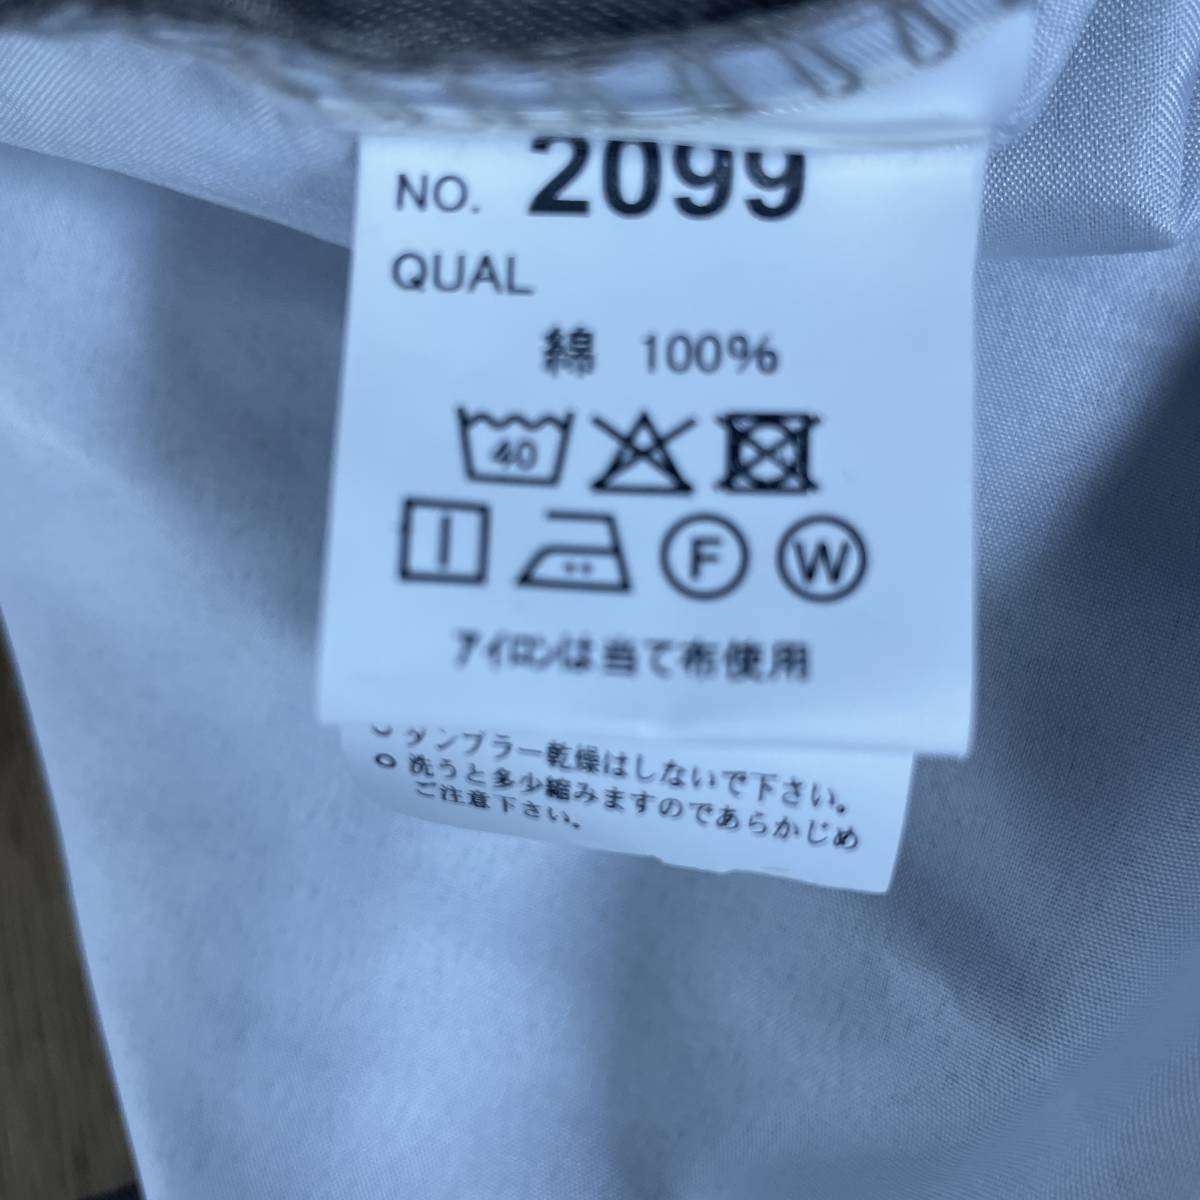 NO. 2099
QUAL
綿 100%
40
F W
アイロンは当て布使用
タンブラー乾燥はしないで下さい。
○ 洗うと多少縮みますのであらかじめ
ご注意下さい。